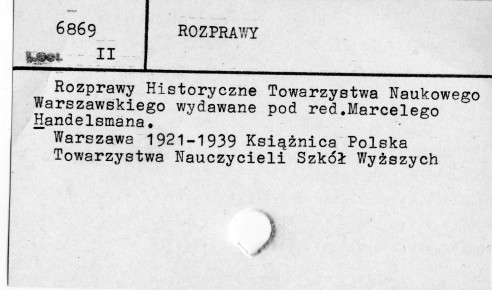 6869
II
ROZPRAWY
Rozprawy Historyczne Towarzystwa Naukowego
Warszawskiego wydawane pod red.Marcelego
Handelsmana.
Warszawa 1921-1939 Książnica Polska
Towarzystwa Nauczycieli Szkół Wyższych